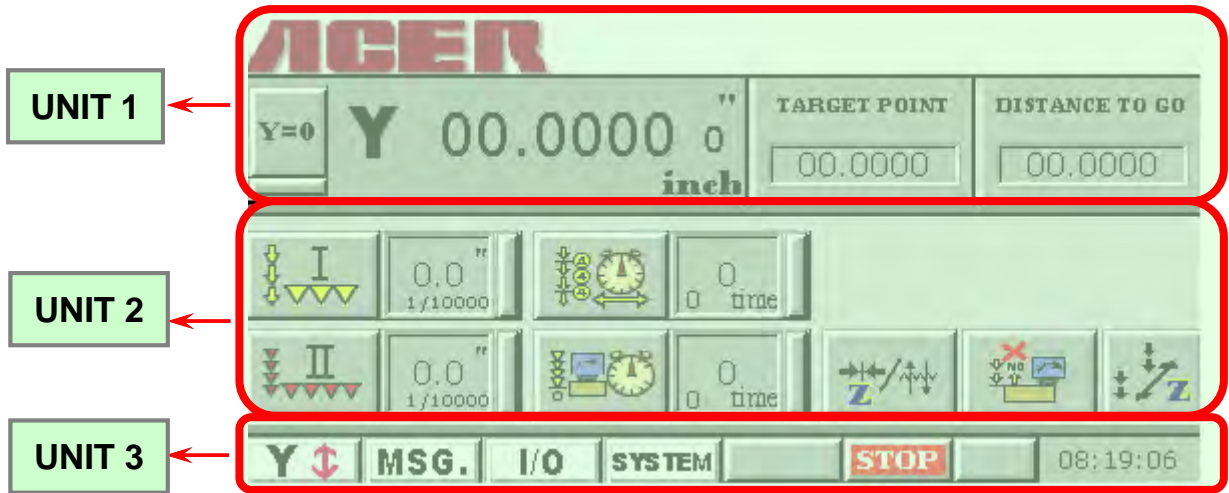 ACER
UNIT 1
Y=0 Y 00.0000 " 0 inch
TARGET POINT
00.0000
DISTANCE TO GO
00.0000
UNIT 2
I 0.0 " 1/10000
4 4 0 0 time
II 0.0 " 1/10000
0 0 time
Z
NO
Z
UNIT 3
Y MSG. I/O SYSTEM STOP 08:19:06